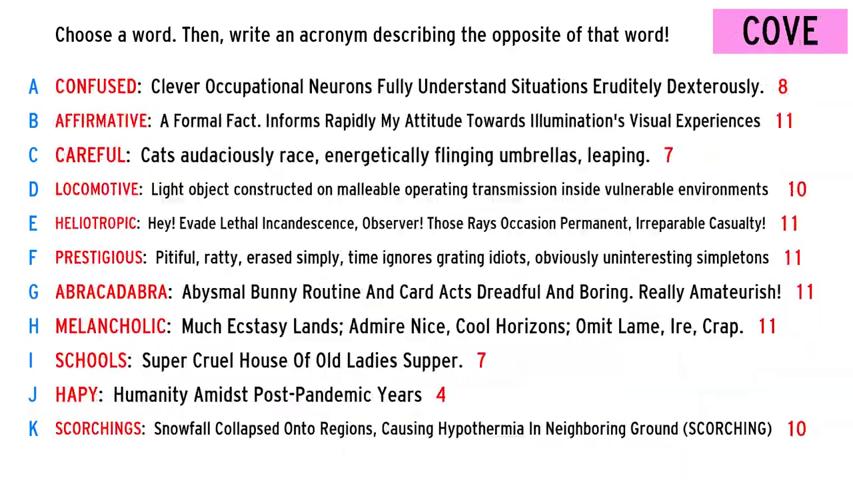 Choose a word. Then, write an acronym describing the opposite of that word!
COVE
A CONFUSED: Clever Occupational Neurons Fully Understand Situations Eruditely Dexterously. 8
B AFFIRMATIVE: A Formal Fact. Informs Rapidly My Attitude Towards Illumination's Visual Experiences 11
C CAREFUL: Cats audaciously race, energetically flinging umbrellas, leaping. 7
D LOCOMOTIVE: Light object constructed on malleable operating transmission inside vulnerable environments 10
E HELIOTROPIC: Hey! Evade Lethal Incandescence, Observer! Those Rays Occasion Permanent, Irreparable Casualty! 11
F PRESTIGIOUS: Pitiful, ratty, erased simply, time ignores grating idiots, obviously uninteresting simpletons 11
G ABRACADABRA: Abysmal Bunny Routine And Card Acts Dreadful And Boring. Really Amateurish! 11
H MELANCHOLIC: Much Ecstasy Lands; Admire Nice, Cool Horizons; Omit Lame, Ire, Crap. 11
I SCHOOLS: Super Cruel House Of Old Ladies Supper. 7
J HAPY: Humanity Amidst Post-Pandemic Years 4
K SCORCHINGS: Snowfall Collapsed Onto Regions, Causing Hypothermia In Neighboring Ground (SCORCHING) 10